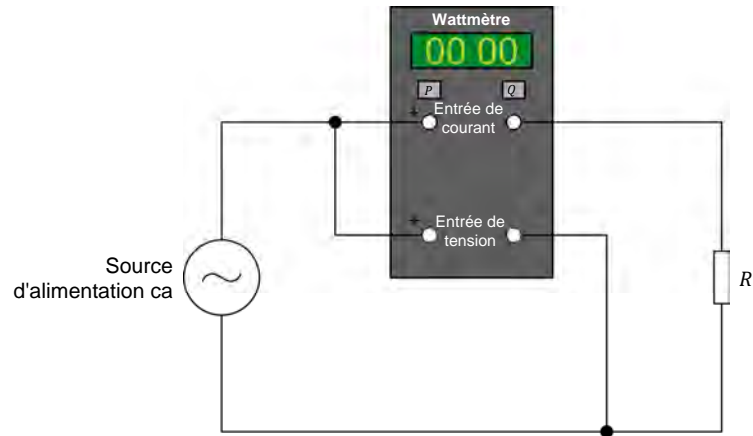 Wattmètre
00 00
P Q
+ Entrée de
courant
+ Entrée de
tension
Source
d'alimentation ca
R